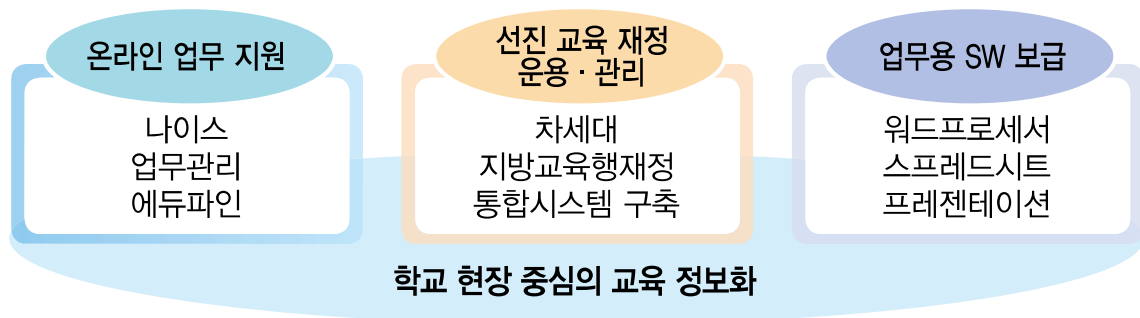 온라인 업무 지원
나이스
업무관리
에듀파인
선진 교육 재정
운용·관리
차세대
지방교육행재정
통합시스템 구축
업무용 SW 보급
워드프로세서
스프레드시트
프레젠테이션
학교 현장 중심의 교육 정보화